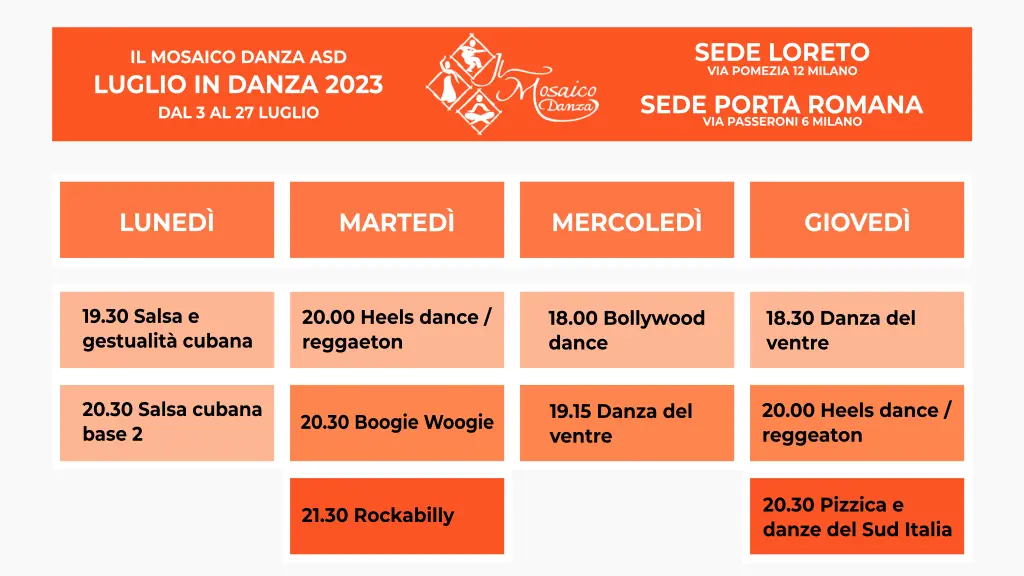 IL MOSAICO DANZA ASD
LUGLIO IN DANZA 2023
DAL 3 AL 27 LUGLIO
Il Mosaico
Danza
SEDE LORETO
VIA POMEZIA 12 MILANO
SEDE PORTA ROMANA
VIA PASSERONI 6 MILANO
LUNEDÌ
MARTEDÌ
MERCOLEDÌ
GIOVEDÌ
19.30 Salsa e
gestualità cubana
20.00 Heels dance /
reggaeton
18.00 Bollywood
dance
18.30 Danza del
ventre
20.30 Salsa cubana
base 2
20.30 Boogie Woogie
19.15 Danza del
ventre
20.00 Heels dance /
reggeaton
21.30 Rockabilly
20.30 Pizzica e
danze del Sud Italia